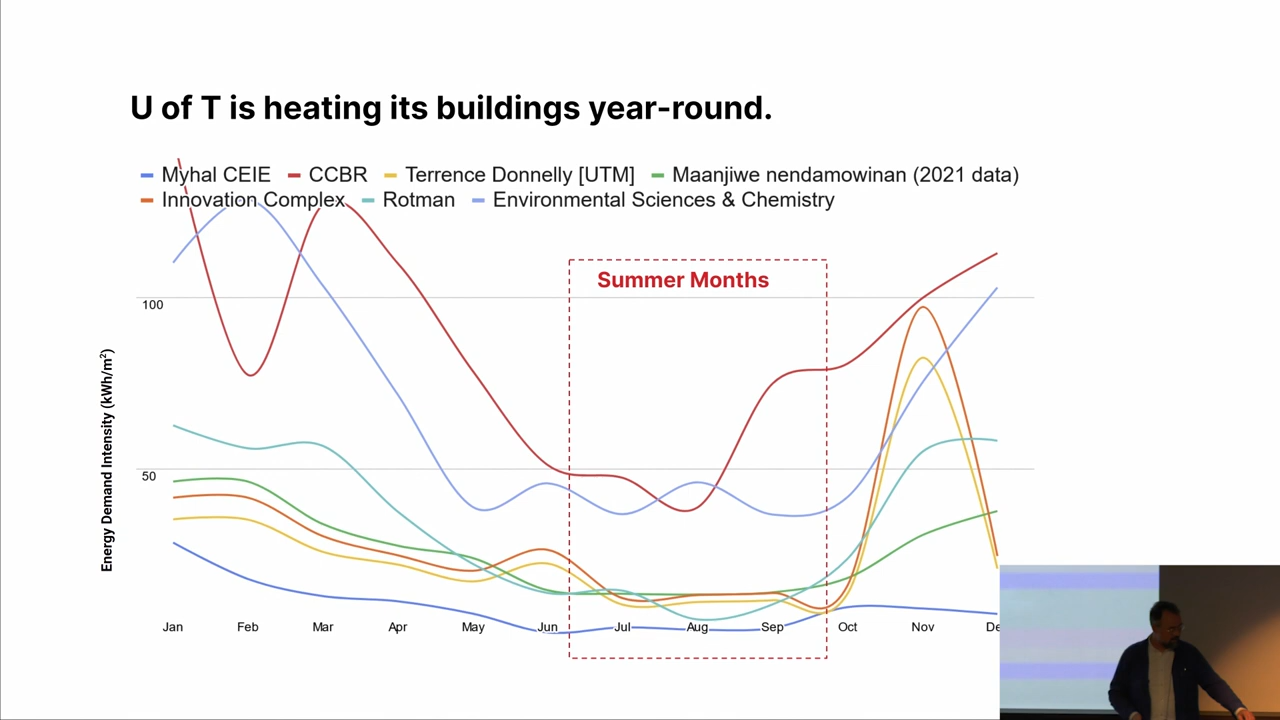 U of T is heating its buildings year-round.
Myhal CEIE CCBR Terrence Donnelly [UTM] Maanjiwe nendamowinan (2021 data)
Innovation Complex Rotman Environmental Sciences & Chemistry
Summer Months
100
50
Energy Demand Intensity (kWh/m²)
Jan Feb Mar Apr May Jun Jul Aug Sep Oct Nov